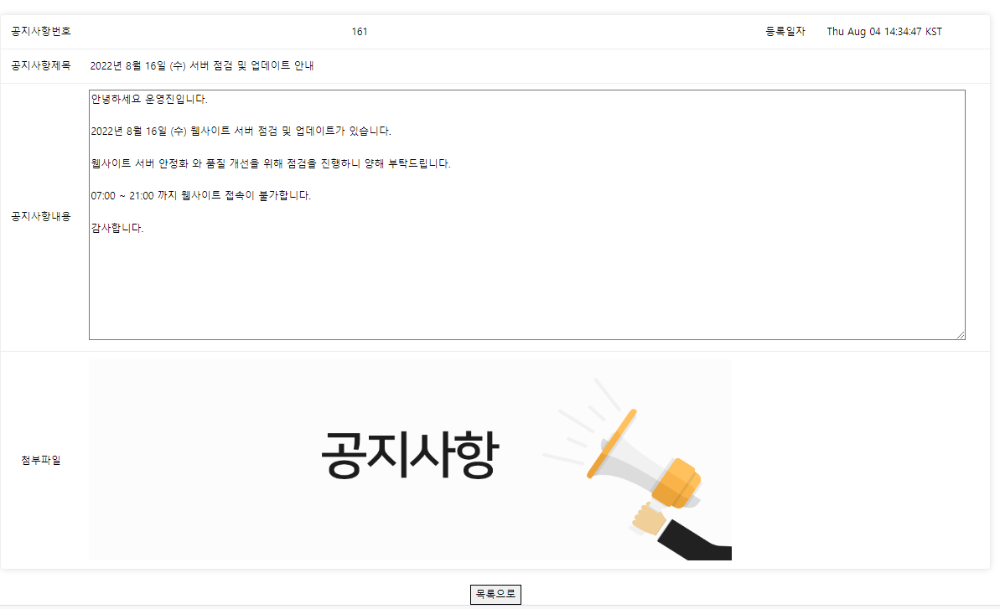 공지사항번호 161 등록일자 Thu Aug 04 14:34:47 KST
공지사항제목 2022년 8월 16일 (수) 서버 점검 및 업데이트 안내
공지사항내용
안녕하세요 운영진입니다.
2022년 8월 16일 (수) 웹사이트 서버 점검 및 업데이트가 있습니다.
웹사이트 서버 안정화 와 품질 개선을 위해 점검을 진행하니 양해 부탁드립니다.
07:00 ~ 21:00 까지 웹사이트 접속이 불가합니다.
감사합니다.
첨부파일
공지사항
목록으로